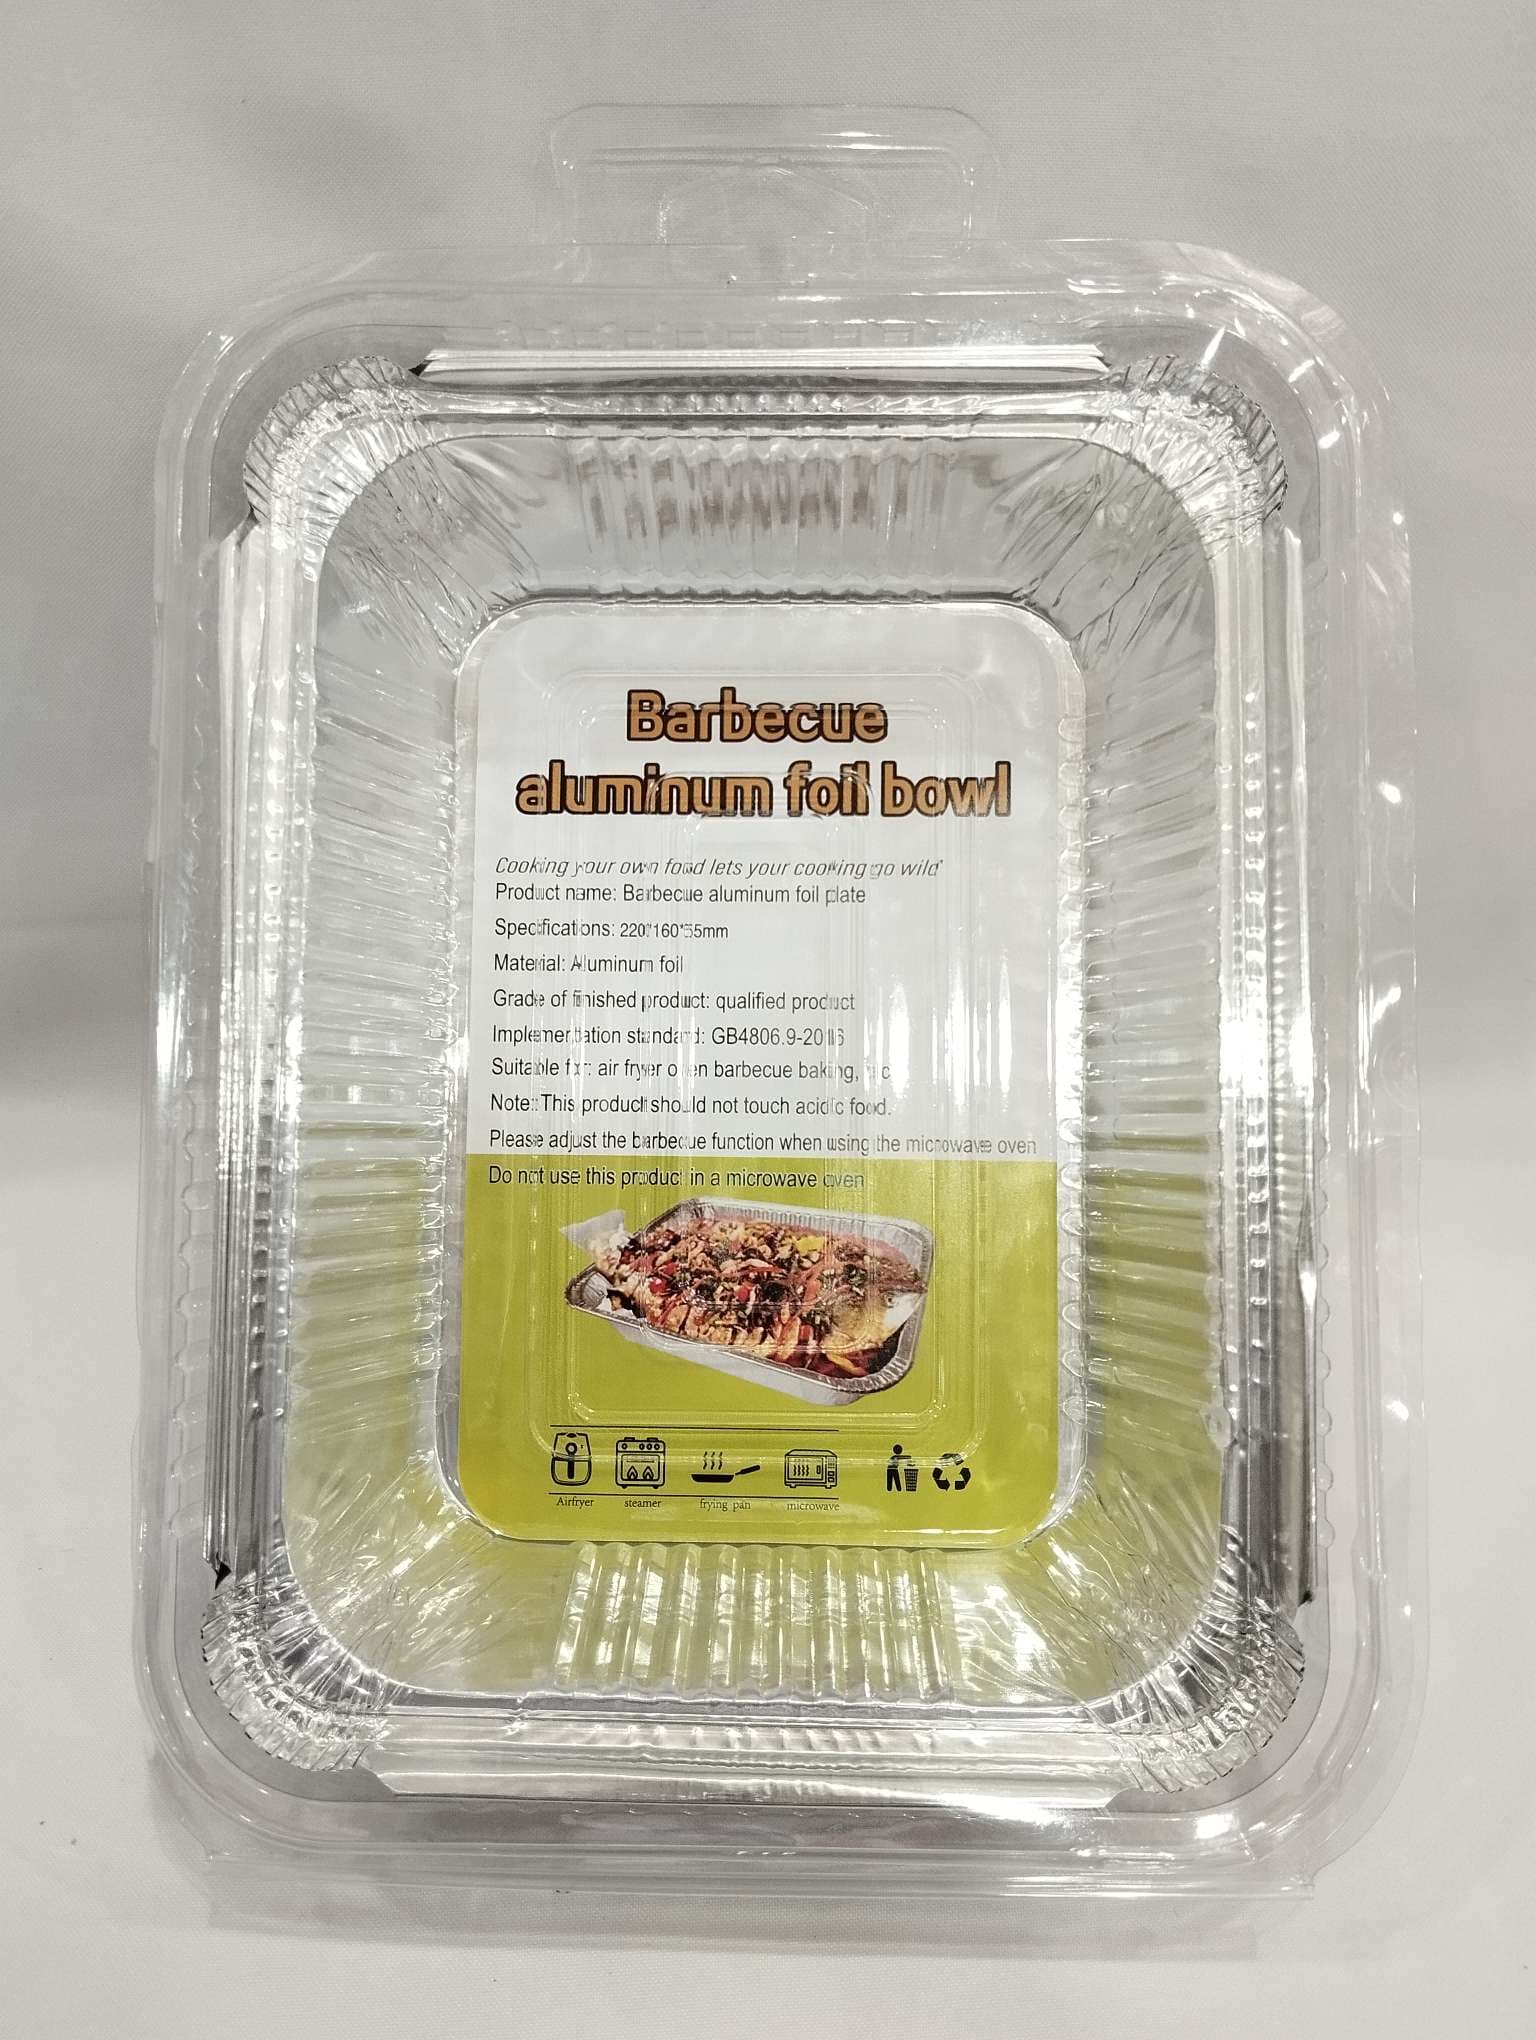 Barbecue
aluminum foil bowl
Cooking your own food lets your cooking go wild"
Product name: Barbecue aluminum foil plate
Specifications: 220*160*55mm
Material: Aluminum foil
Grade of finished product: qualified product
Implementation standard: GB4806.9-2016
Suitable for: air fryer oven barbecue baking,
Note: This product should not touch acidic food.
Please adjust the barbecue function when using the microwave oven
Do not use this product in a microwave oven
Airfryer steamer frying pan microwave